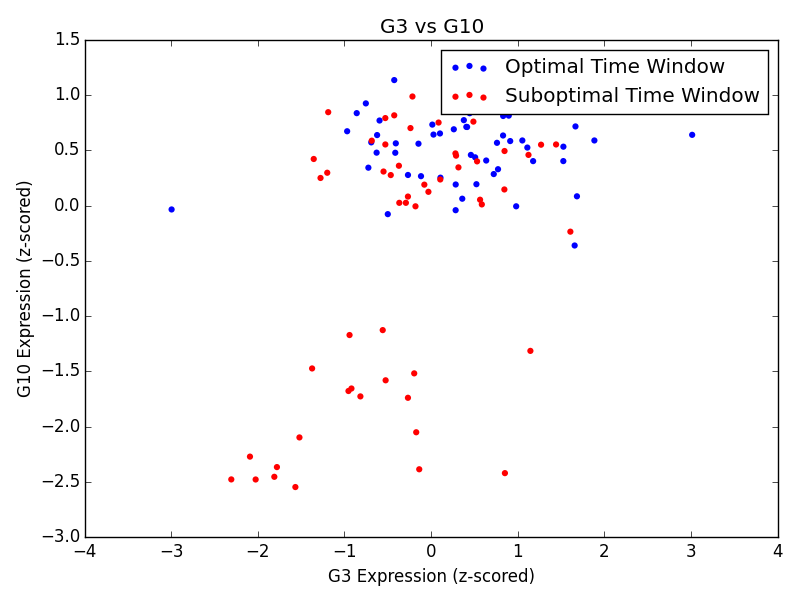 G3 vs G10
Optimal Time Window
Suboptimal Time Window
G10 Expression (z-scored)
1.5
1.0
0.5
0.0
−0.5
−1.0
−1.5
−2.0
−2.5
−3.0
−4 −3 −2 −1 0 1 2 3 4
G3 Expression (z-scored)